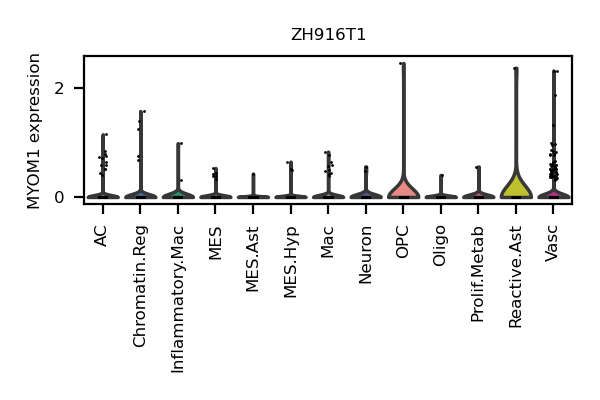 ZH916T1
MYOM1 expression
2
0
AC
Chromatin.Reg
Inflammatory.Mac
MES
MES.Ast
MES.Hyp
Mac
Neuron
OPC
Oligo
Prolif.Metab
Reactive.Ast
Vasc